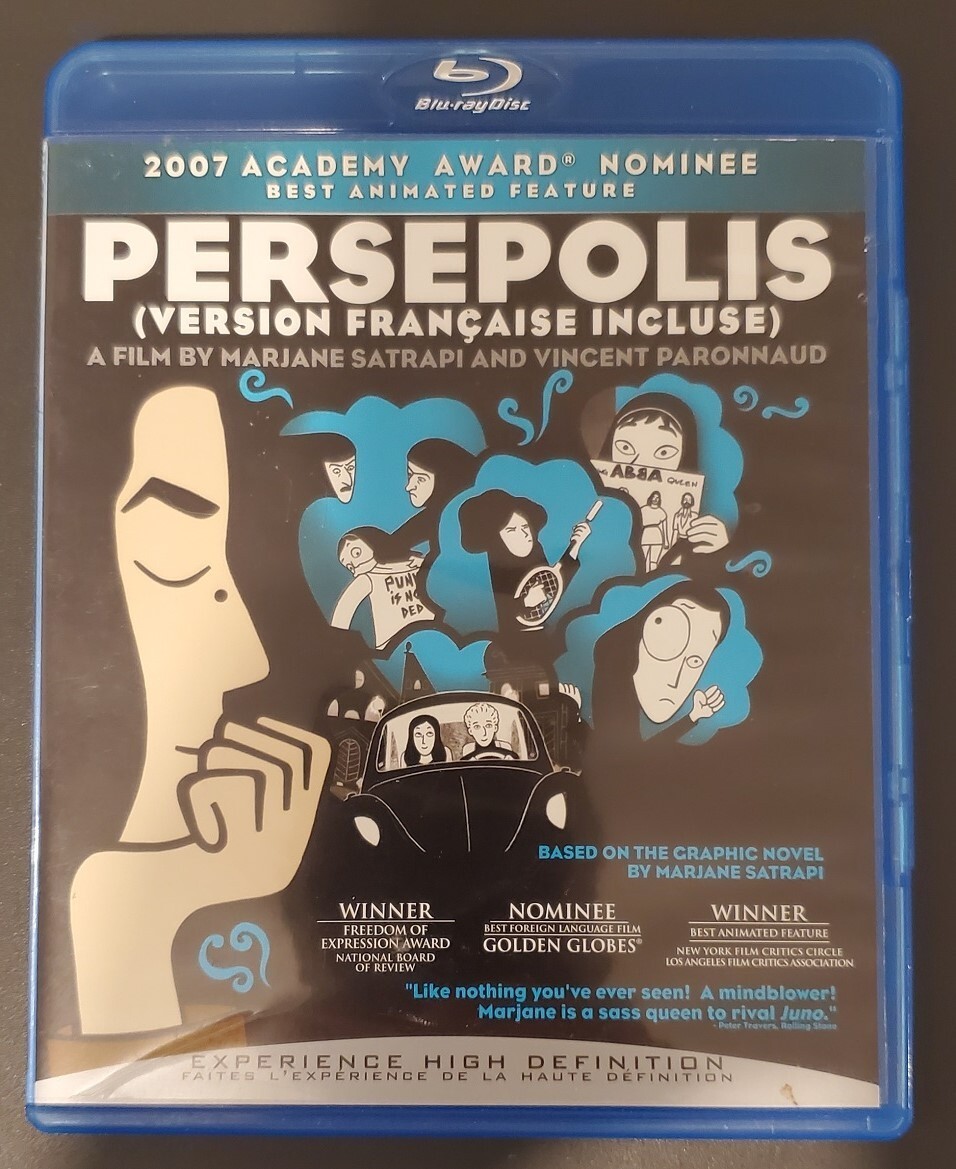 Blu-ray Disc
2007 ACADEMY AWARD® NOMINEE
BEST ANIMATED FEATURE
PERSEPOLIS
(VERSION FRANÇAISE INCLUSE)
A FILM BY MARJANE SATRAPI AND VINCENT PARONNAUD
ABBA QUEEN
PUNK
IS NO
DED
BASED ON THE GRAPHIC NOVEL
BY MARJANE SATRAPI
WINNER
FREEDOM OF
EXPRESSION AWARD
NATIONAL BOARD
OF REVIEW
NOMINEE
BEST FOREIGN LANGUAGE FILM
GOLDEN GLOBES®
WINNER
BEST ANIMATED FEATURE
NEW YORK FILM CRITICS CIRCLE
LOS ANGELES FILM CRITICS ASSOCIATION
"Like nothing you've ever seen! A mindblower!
Marjane is a sass queen to rival Juno."
- Peter Travers, Rolling Stone
EXPERIENCE HIGH DEFINITION
FAITES L'EXPÉRIENCE DE LA HAUTE DÉFINITION